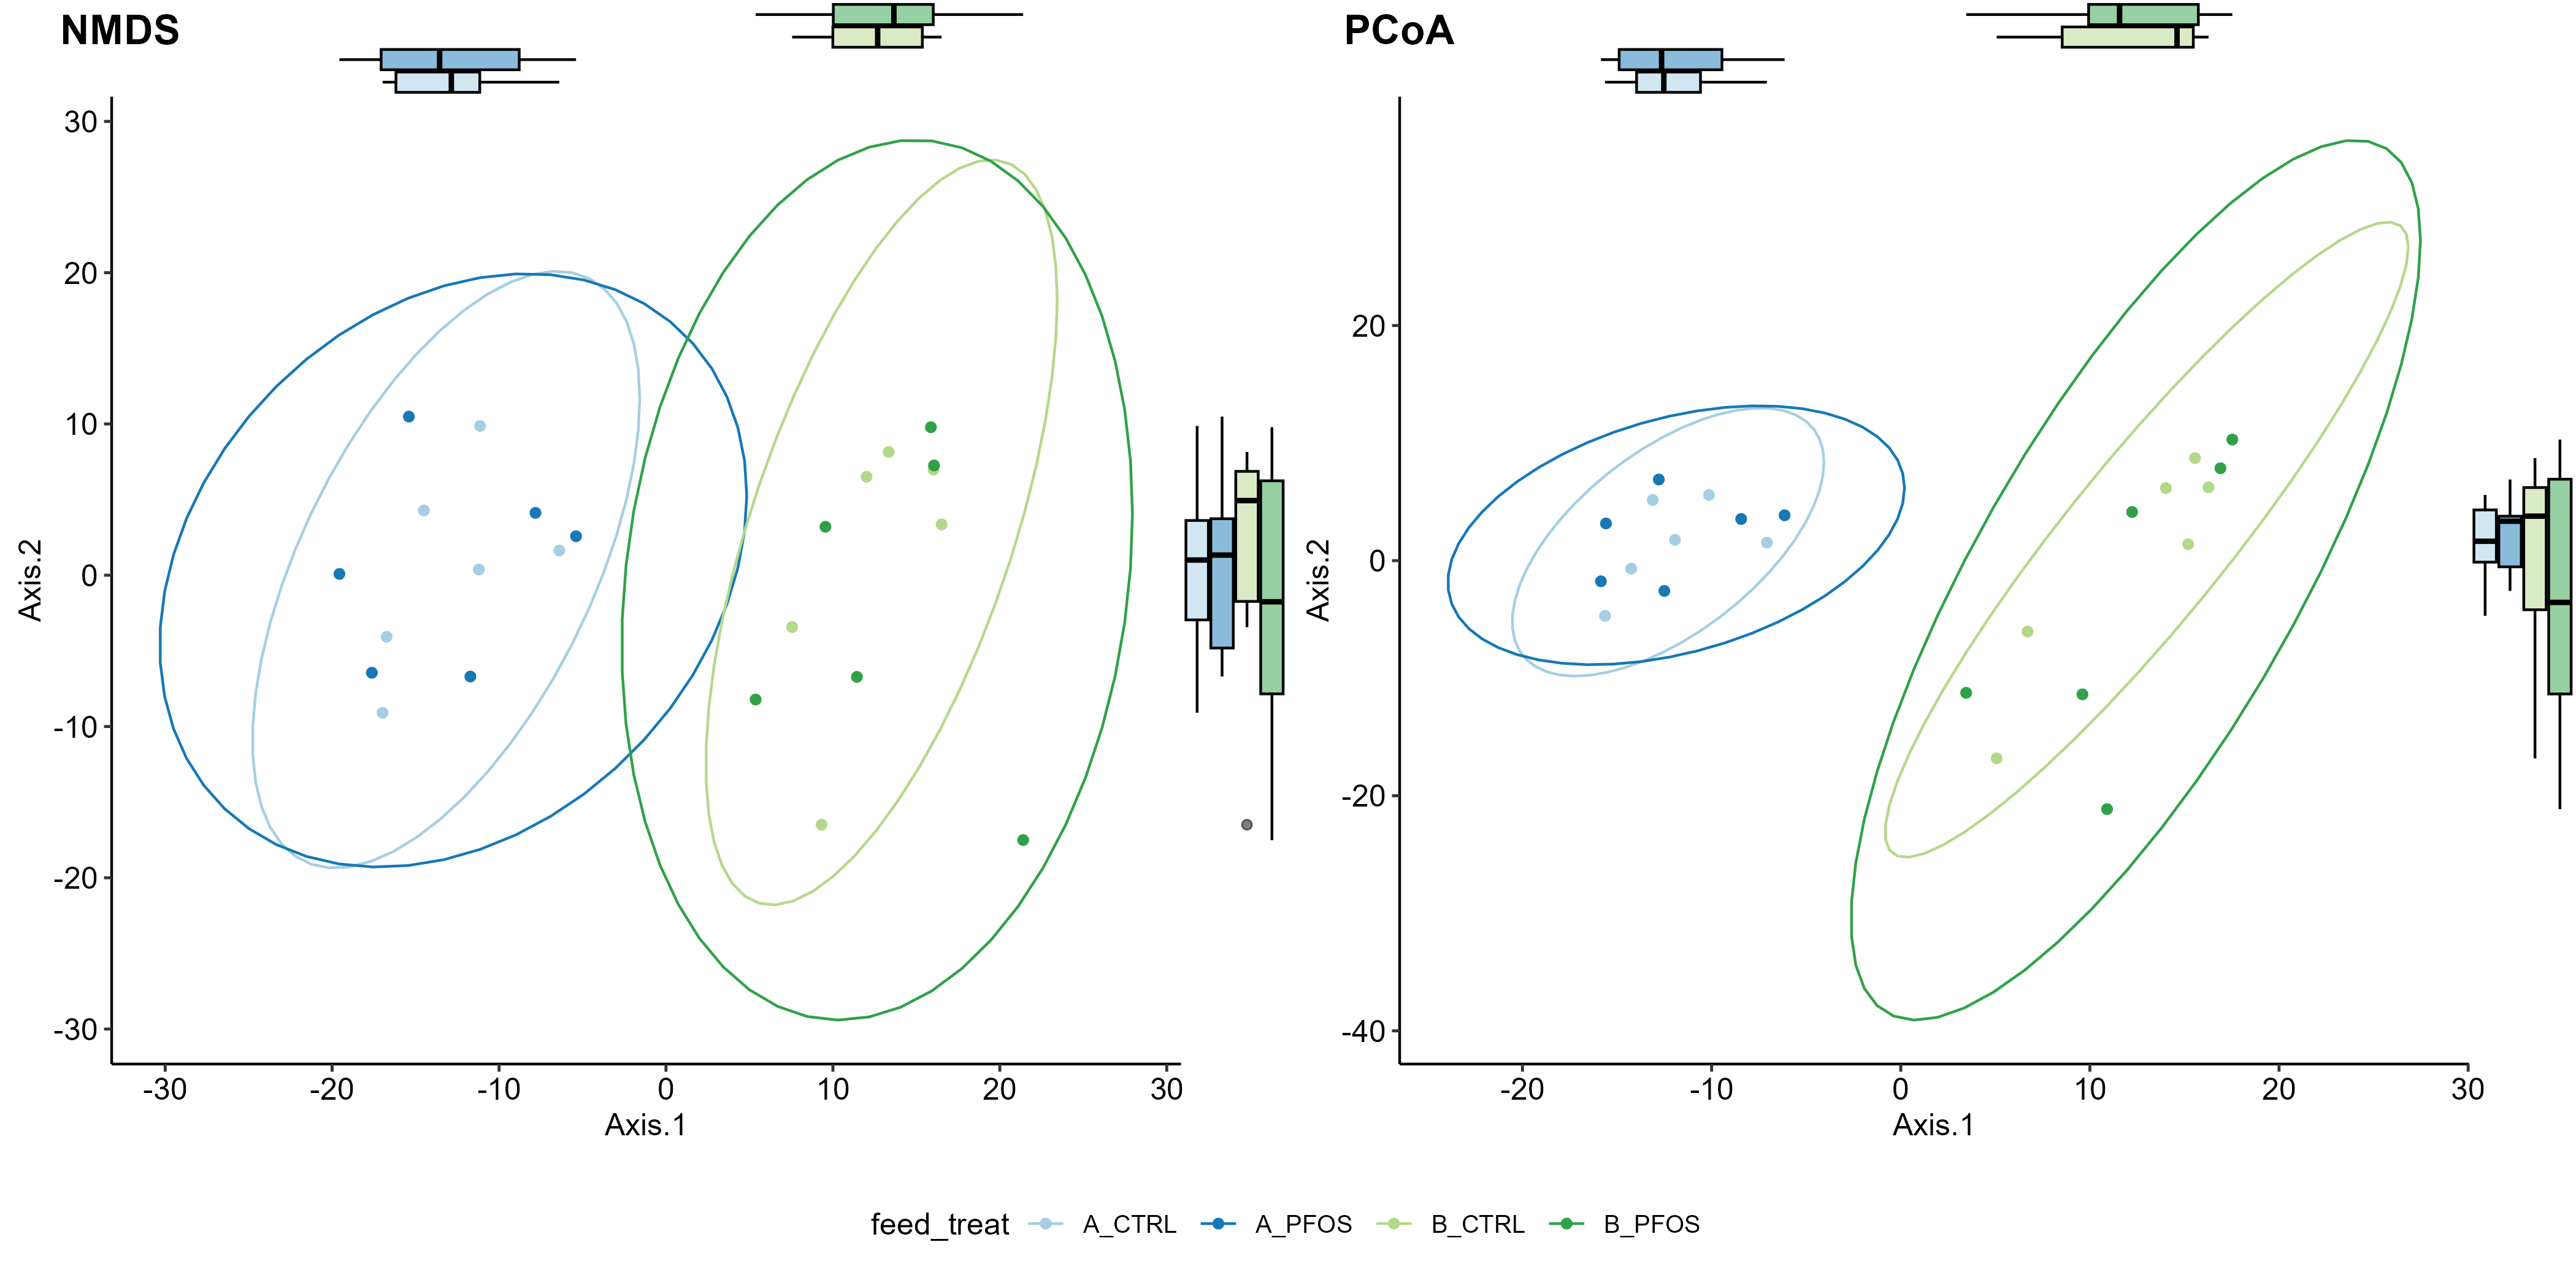 NMDS
PCoA
30
20
10
0
-10
-20
-30
Axis.2
-30 -20 -10 0 10 20 30
Axis.1
20
0
-20
-40
Axis.2
-20 -10 0 10 20 30
Axis.1
feed_treat A_CTRL A_PFOS B_CTRL B_PFOS